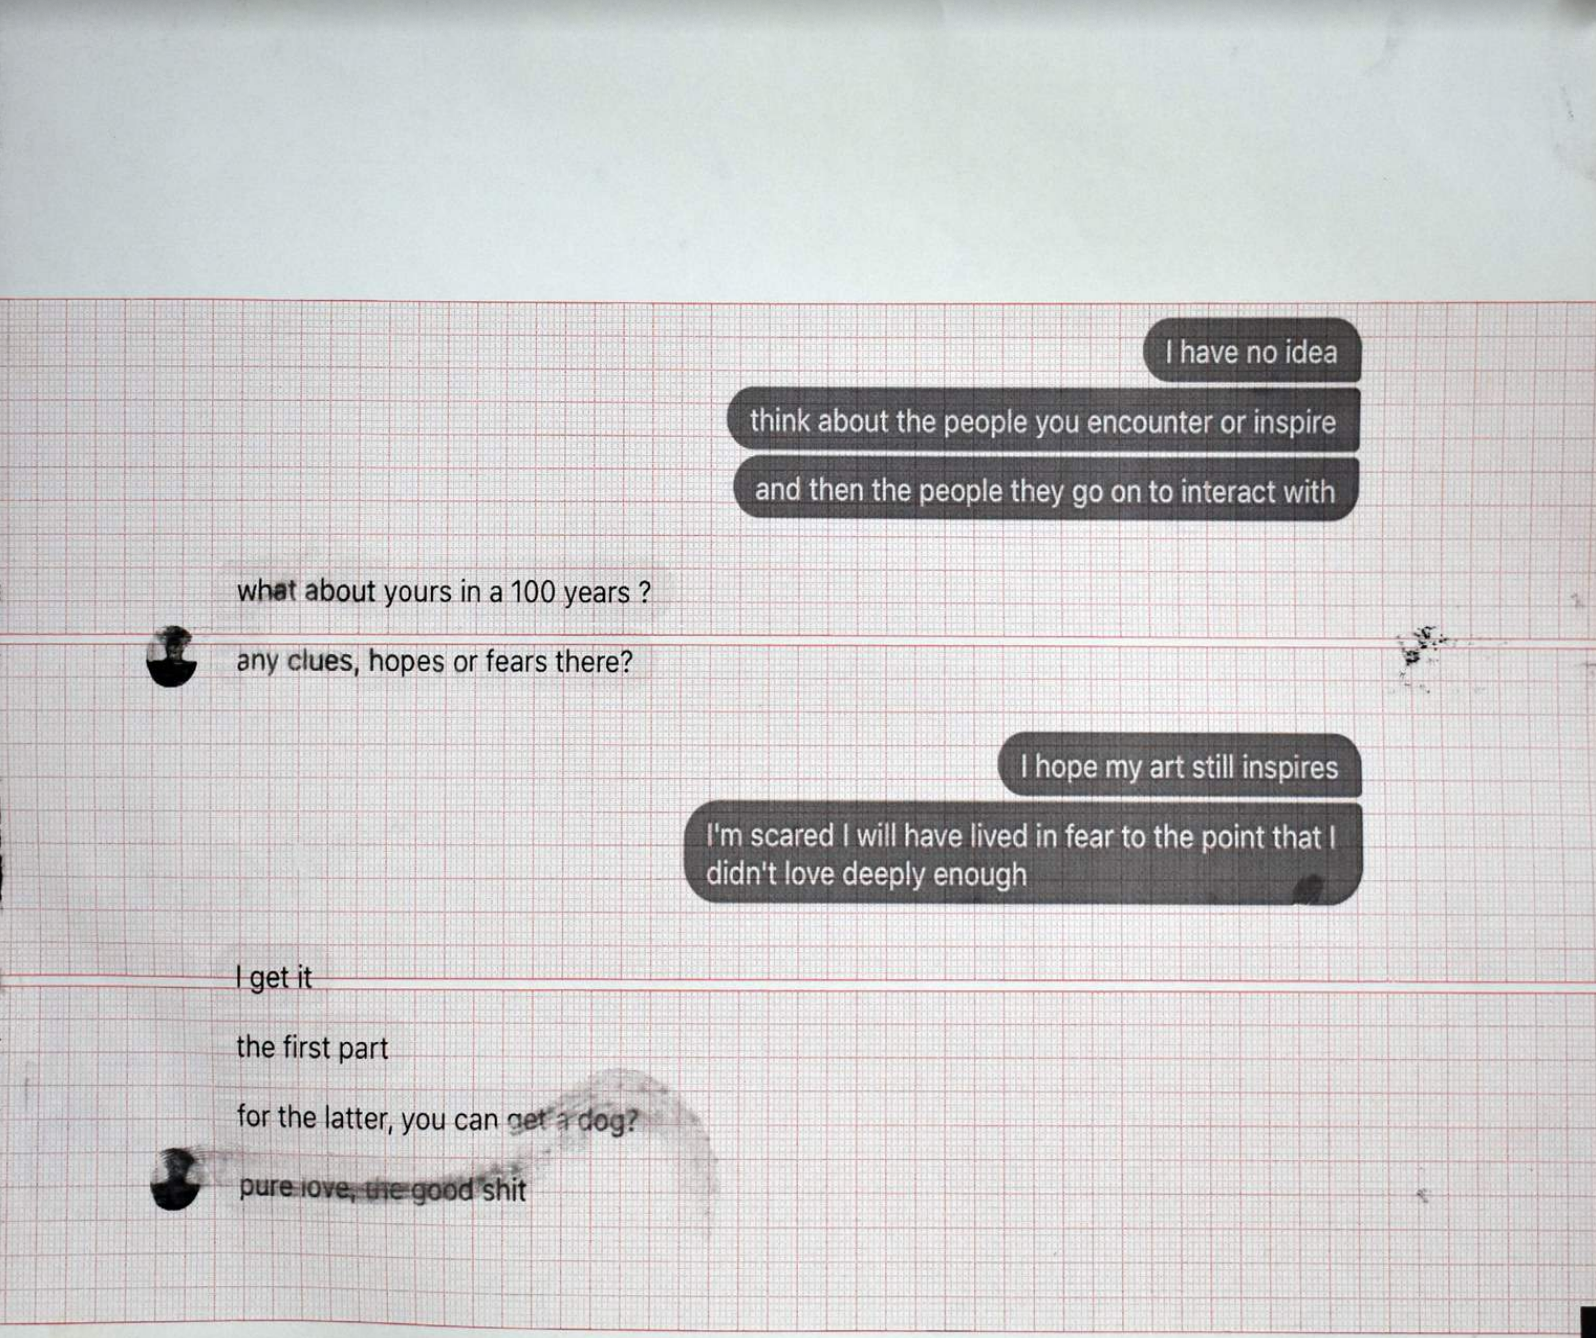 I have no idea
think about the people you encounter or inspire
and then the people they go on to interact with
what about yours in a 100 years ?
any clues, hopes or fears there?
I hope my art still inspires
I'm scared I will have lived in fear to the point that I
didn't love deeply enough
I get it
the first part
for the latter, you can get a dog?
pure love, the good shit